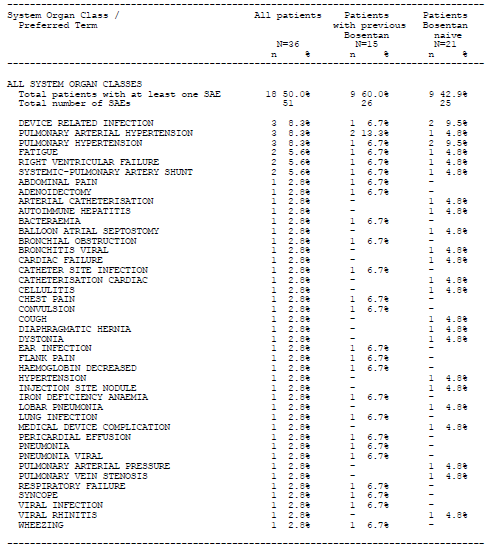 System Organ Class / All patients Patients Patients
Preferred Term with previous Bosentan
Bosentan naive
N=36 N=15 N=21
n % n % n %
ALL SYSTEM ORGAN CLASSES
Total patients with at least one SAE 18 50.0% 9 60.0% 9 42.9%
Total number of SAEs 51 26 25
DEVICE RELATED INFECTION 3 8.3% 1 6.7% 2 9.5%
PULMONARY ARTERIAL HYPERTENSION 3 8.3% 2 13.3% 1 4.8%
PULMONARY HYPERTENSION 3 8.3% 1 6.7% 2 9.5%
FATIGUE 2 5.6% 1 6.7% 1 4.8%
RIGHT VENTRICULAR FAILURE 2 5.6% 1 6.7% 1 4.8%
SYSTEMIC-PULMONARY ARTERY SHUNT 2 5.6% 1 6.7% 1 4.8%
ABDOMINAL PAIN 1 2.8% 1 6.7% -
ADENOIDECTOMY 1 2.8% 1 6.7% -
ARTERIAL CATHETERISATION 1 2.8% - 1 4.8%
AUTOIMMUNE HEPATITIS 1 2.8% - 1 4.8%
BACTERAEMIA 1 2.8% 1 6.7% -
BALLOON ATRIAL SEPTOSTOMY 1 2.8% - 1 4.8%
BRONCHIAL OBSTRUCTION 1 2.8% 1 6.7% -
BRONCHITIS VIRAL 1 2.8% - 1 4.8%
CARDIAC FAILURE 1 2.8% - 1 4.8%
CATHETER SITE INFECTION 1 2.8% 1 6.7% -
CATHETERISATION CARDIAC 1 2.8% - 1 4.8%
CELLULITIS 1 2.8% - 1 4.8%
CHEST PAIN 1 2.8% 1 6.7% -
CONVULSION 1 2.8% 1 6.7% -
COUGH 1 2.8% - 1 4.8%
DIAPHRAGMATIC HERNIA 1 2.8% - 1 4.8%
DYSTONIA 1 2.8% - 1 4.8%
EAR INFECTION 1 2.8% 1 6.7% -
FLANK PAIN 1 2.8% 1 6.7% -
HAEMOGLOBIN DECREASED 1 2.8% 1 6.7% -
HYPERTENSION 1 2.8% - 1 4.8%
INJECTION SITE NODULE 1 2.8% - 1 4.8%
IRON DEFICIENCY ANAEMIA 1 2.8% 1 6.7% -
LOBAR PNEUMONIA 1 2.8% - 1 4.8%
LUNG INFECTION 1 2.8% 1 6.7% -
MEDICAL DEVICE COMPLICATION 1 2.8% - 1 4.8%
PERICARDIAL EFFUSION 1 2.8% 1 6.7% -
PNEUMONIA 1 2.8% 1 6.7% -
PNEUMONIA VIRAL 1 2.8% 1 6.7% -
PULMONARY ARTERIAL PRESSURE 1 2.8% - 1 4.8%
PULMONARY VEIN STENOSIS 1 2.8% - 1 4.8%
RESPIRATORY FAILURE 1 2.8% 1 6.7% -
SYNCOPE 1 2.8% 1 6.7% -
VIRAL INFECTION 1 2.8% 1 6.7% -
VIRAL RHINITIS 1 2.8% - 1 4.8%
WHEEZING 1 2.8% 1 6.7% -